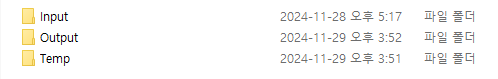 Input 2024-11-28 오후 5:17 파일 폴더
Output 2024-11-29 오후 3:52 파일 폴더
Temp 2024-11-29 오후 3:51 파일 폴더